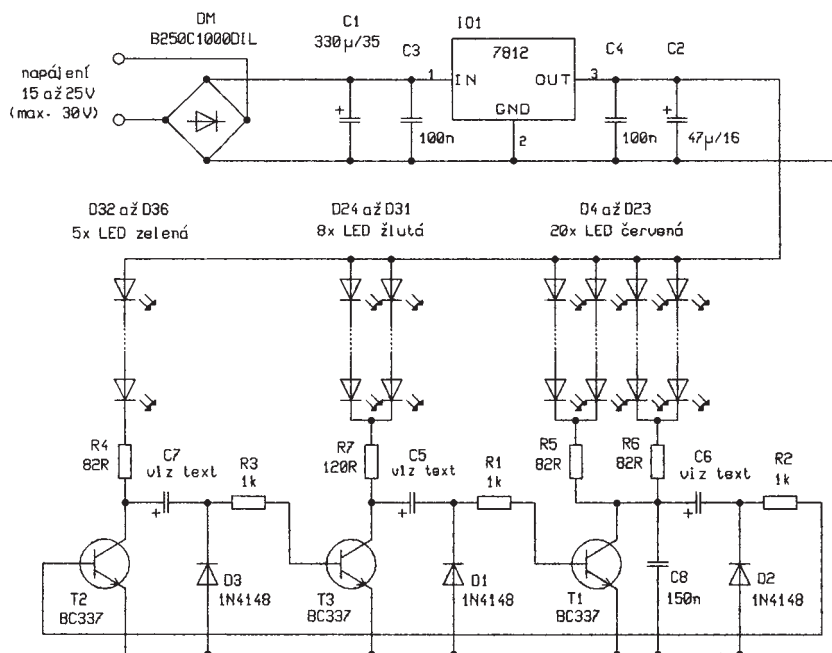 DM
B250C1000DIL
napájení
15 až 25V
(max. 30V)
C1
330µ/35
C3
100n
IO1
7812
IN
OUT
GND
1
2
3
C4
100n
C2
47µ/16
D32 až D36
5x LED zelená
D24 až D31
8x LED žlutá
D4 až D23
20x LED červená
R4
82R
C7
viz text
R3
1k
R7
120R
C5
viz text
R1
1k
R5
82R
R6
82R
C6
viz text
R2
1k
T2
BC337
D3
1N4148
T3
BC337
D1
1N4148
T1
BC337
C8
150n
D2
1N4148